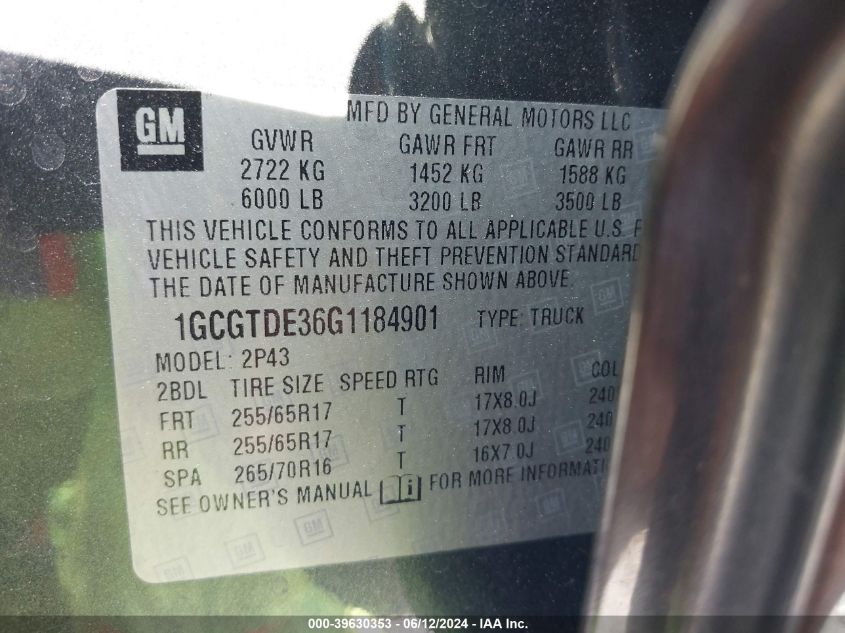 GM
MFD BY GENERAL MOTORS LLC
GVWR GAWR FRT GAWR RR
2722 KG 1452 KG 1588 KG
6000 LB 3200 LB 3500 LB
THIS VEHICLE CONFORMS TO ALL APPLICABLE U.S. F
VEHICLE SAFETY AND THEFT PREVENTION STANDARD
THE DATE OF MANUFACTURE SHOWN ABOVE.
1GCGTDE36G1184901 TYPE: TRUCK
MODEL: 2P43
2BDL TIRE SIZE SPEED RTG RIM COL
FRT 255/65R17 T 17X8.0J 240
RR 255/65R17 T 17X8.0J 240
SPA 265/70R16 T 16X7.0J 240
SEE OWNER'S MANUAL FOR MORE INFORMATI
000-39630353 - 06/12/2024 - IAA, Inc.